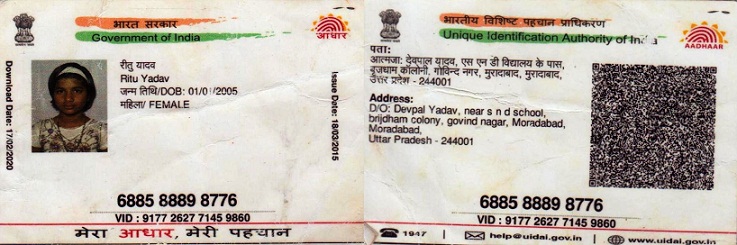 भारत सरकार
Government of India
आधार
Download Date: 17/02/2020
रीतु यादव
Ritu Yadav
जन्म तिथि/DOB:
महिला/ FEMALE
Issue Date: 18/03/2015
6885 8889 8776
VID : 9177 2627 7145 9860
मेरा आधार, मेरी पहचान
भारतीय विशिष्ट पहचान प्राधिकरण
Unique Identification Authority of
AADHAAR
पता:
आत्मजा: देवपाल यादव, एस एन डी विद्यालय के पास,
बृजधाम कॉलोनी, गोविन्द नगर, मुरादाबाद, मुरादाबाद,
उत्तर प्रदेश - 244001
Address:
D/O: Devpal Yadav, near s n d school,
brijdham colony, govind nagar, Moradabad,
Moradabad,
Uttar Pradesh - 244001
6885 8889 8776
VID : 9177 2627 7145 9860
1947 | help@uidai.gov.in | www.uidai.gov.in